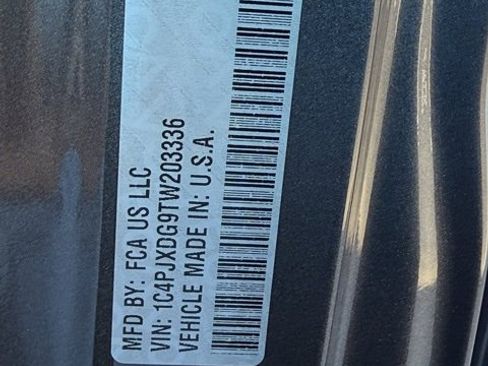 MFD BY: FCA US LLC
VIN: 1C4PJXDG9TW203336
VEHICLE MADE IN: U.S.A.